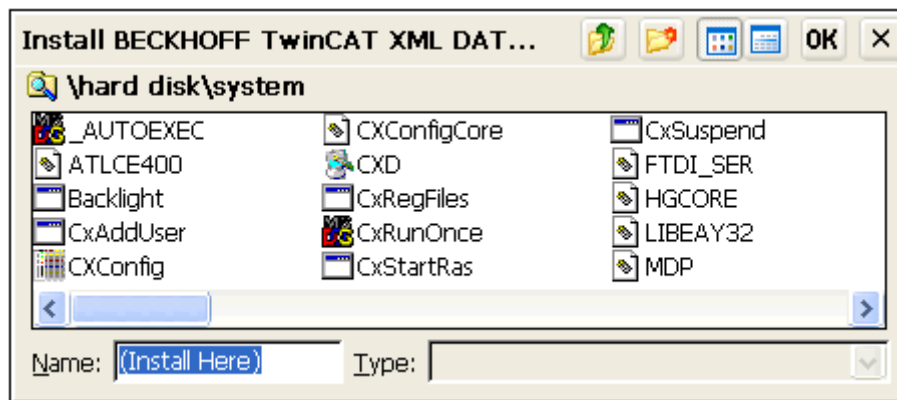 Install BECKHOFF TwinCAT XML DAT... OK
\hard disk\system
_AUTOEXEC CXConfigCore CxSuspend
ATLCE400 CXD FTDI_SER
Backlight CxRegFiles HGCORE
CxAddUser CxRunOnce LIBEAY32
CXConfig CxStartRas MDP
Name: (Install Here) Type: